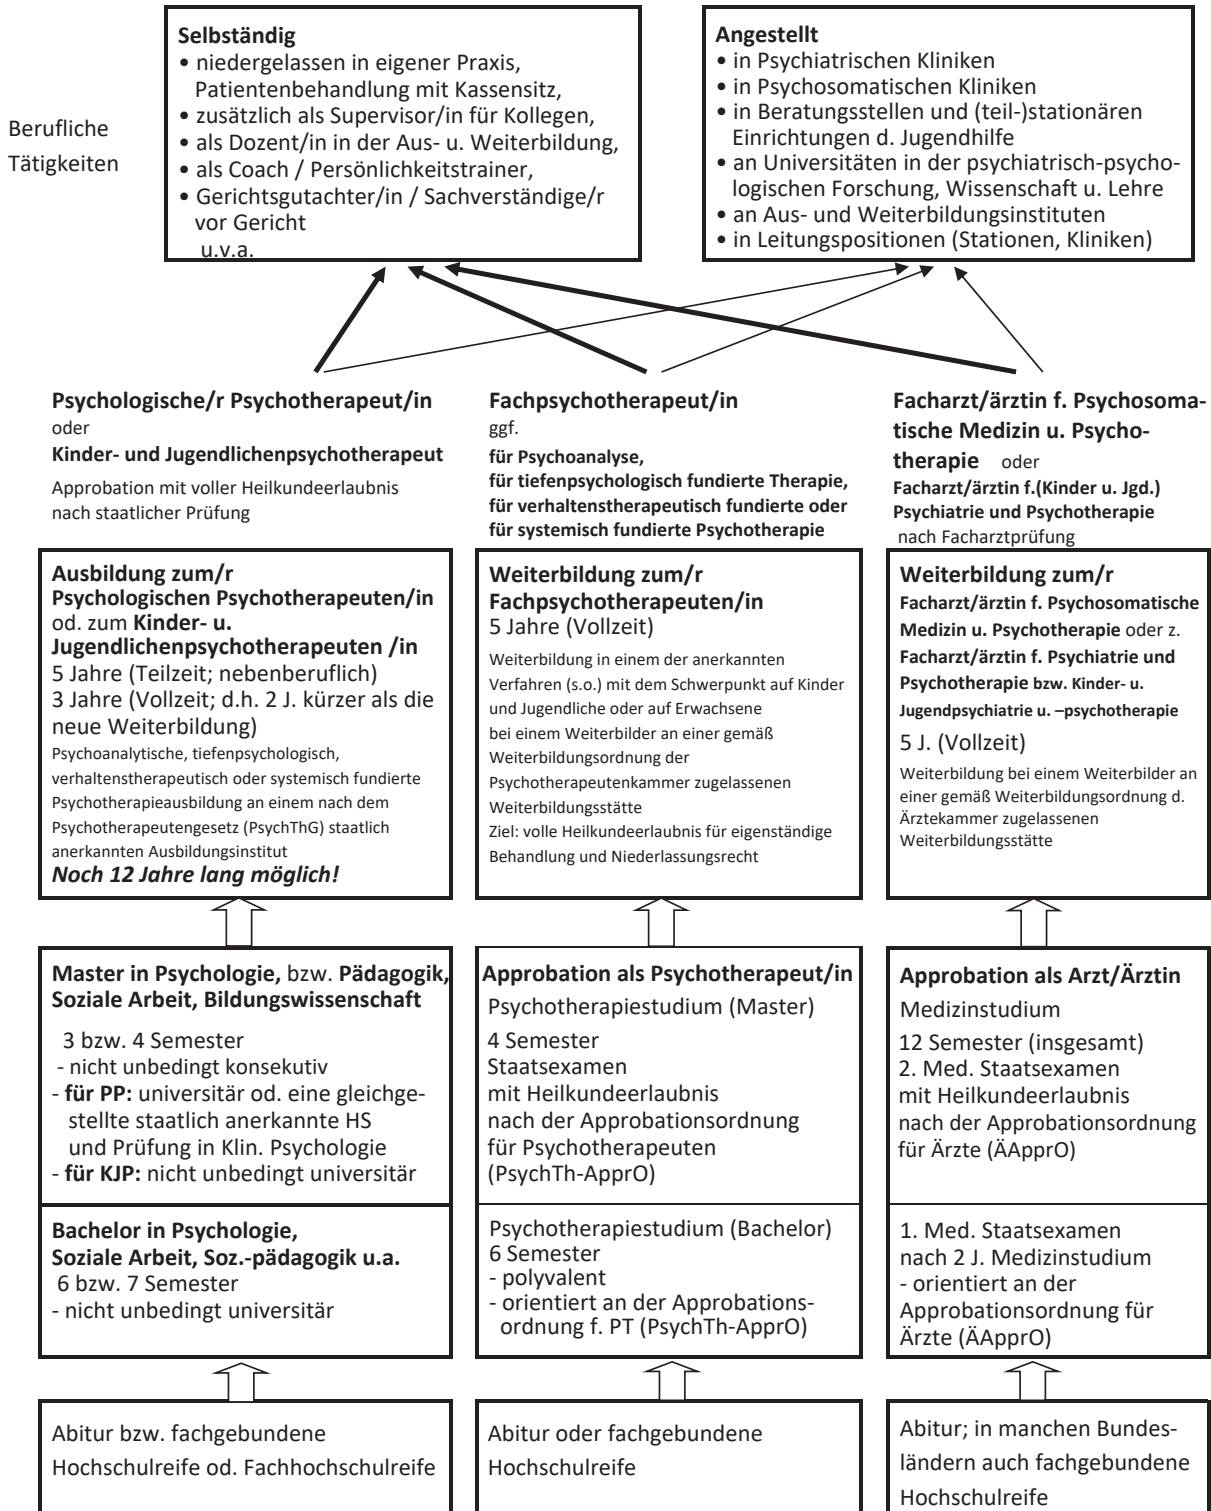 Berufliche
Tätigkeiten
Selbständig
• niedergelassen in eigener Praxis,
Patientenbehandlung mit Kassensitz,
• zusätzlich als Supervisor/in für Kollegen,
• als Dozent/in in der Aus- u. Weiterbildung,
• als Coach / Persönlichkeitstrainer,
• Gerichtsgutachter/in / Sachverständige/r
vor Gericht
u.v.a.
Angestellt
• in Psychiatrischen Kliniken
• in Psychosomatischen Kliniken
• in Beratungsstellen und (teil-)stationären
Einrichtungen d. Jugendhilfe
• an Universitäten in der psychiatrisch-psycho-
logischen Forschung, Wissenschaft u. Lehre
• an Aus- und Weiterbildungsinstituten
• in Leitungspositionen (Stationen, Kliniken)
Psychologische/r Psychotherapeut/in
oder
Kinder- und Jugendlichenpsychotherapeut
Approbation mit voller Heilkundeerlaubnis
nach staatlicher Prüfung
Fachpsychotherapeut/in
ggf.
für Psychoanalyse,
für tiefenpsychologisch fundierte Therapie,
für verhaltenstherapeutisch fundierte oder
für systemisch fundierte Psychotherapie
Facharzt/ärztin f. Psychosoma-
tische Medizin u. Psycho-
therapie oder
Facharzt/ärztin f.(Kinder u. Jgd.)
Psychiatrie und Psychotherapie
nach Facharztprüfung
Ausbildung zum/r
Psychologischen Psychotherapeuten/in
od. zum Kinder- u.
Jugendlichenpsychotherapeuten /in
5 Jahre (Teilzeit; nebenberuflich)
3 Jahre (Vollzeit; d.h. 2 J. kürzer als die
neue Weiterbildung)
Psychoanalytische, tiefenpsychologisch,
verhaltenstherapeutisch oder systemisch fundierte
Psychotherapieausbildung an einem nach dem
Psychotherapeutengesetz (PsychThG) staatlich
anerkannten Ausbildungsinstitut
Noch 12 Jahre lang möglich!
Weiterbildung zum/r
Fachpsychotherapeuten/in
5 Jahre (Vollzeit)
Weiterbildung in einem der anerkannten
Verfahren (s.o.) mit dem Schwerpunkt auf Kinder
und Jugendliche oder auf Erwachsene
bei einem Weiterbilder an einer gemäß
Weiterbildungsordnung der
Psychotherapeutenkammer zugelassenen
Weiterbildungsstätte
Ziel: volle Heilkundeerlaubnis für eigenständige
Behandlung und Niederlassungsrecht
Weiterbildung zum/r
Facharzt/ärztin f. Psychosomatische
Medizin u. Psychotherapie oder z.
Facharzt/ärztin f. Psychiatrie und
Psychotherapie bzw. Kinder- u.
Jugendpsychiatrie u. –psychotherapie
5 J. (Vollzeit)
Weiterbildung bei einem Weiterbilder an
einer gemäß Weiterbildungsordnung d.
Ärztekammer zugelassenen
Weiterbildungsstätte
Master in Psychologie, bzw. Pädagogik,
Soziale Arbeit, Bildungswissenschaft
3 bzw. 4 Semester
- nicht unbedingt konsekutiv
- für PP: universitär od. eine gleichge-
stellte staatlich anerkannte HS
und Prüfung in Klin. Psychologie
- für KJP: nicht unbedingt universitär
Approbation als Psychotherapeut/in
Psychotherapiestudium (Master)
4 Semester
Staatsexamen
mit Heilkundeerlaubnis
nach der Approbationsordnung
für Psychotherapeuten
(PsychTh-ApprO)
Approbation als Arzt/Ärztin
Medizinstudium
12 Semester (insgesamt)
2. Med. Staatsexamen
mit Heilkundeerlaubnis
nach der Approbationsordnung
für Ärzte (ÄApprO)
Bachelor in Psychologie,
Soziale Arbeit, Soz.-pädagogik u.a.
6 bzw. 7 Semester
- nicht unbedingt universitär
Psychotherapiestudium (Bachelor)
6 Semester
- polyvalent
- orientiert an der Approbations-
ordnung f. PT (PsychTh-ApprO)
1. Med. Staatsexamen
nach 2 J. Medizinstudium
- orientiert an der
Approbationsordnung für
Ärzte (ÄApprO)
Abitur bzw. fachgebundene
Hochschulreife od. Fachhochschulreife
Abitur oder fachgebundene
Hochschulreife
Abitur; in manchen Bundes-
ländern auch fachgebundene
Hochschulreife